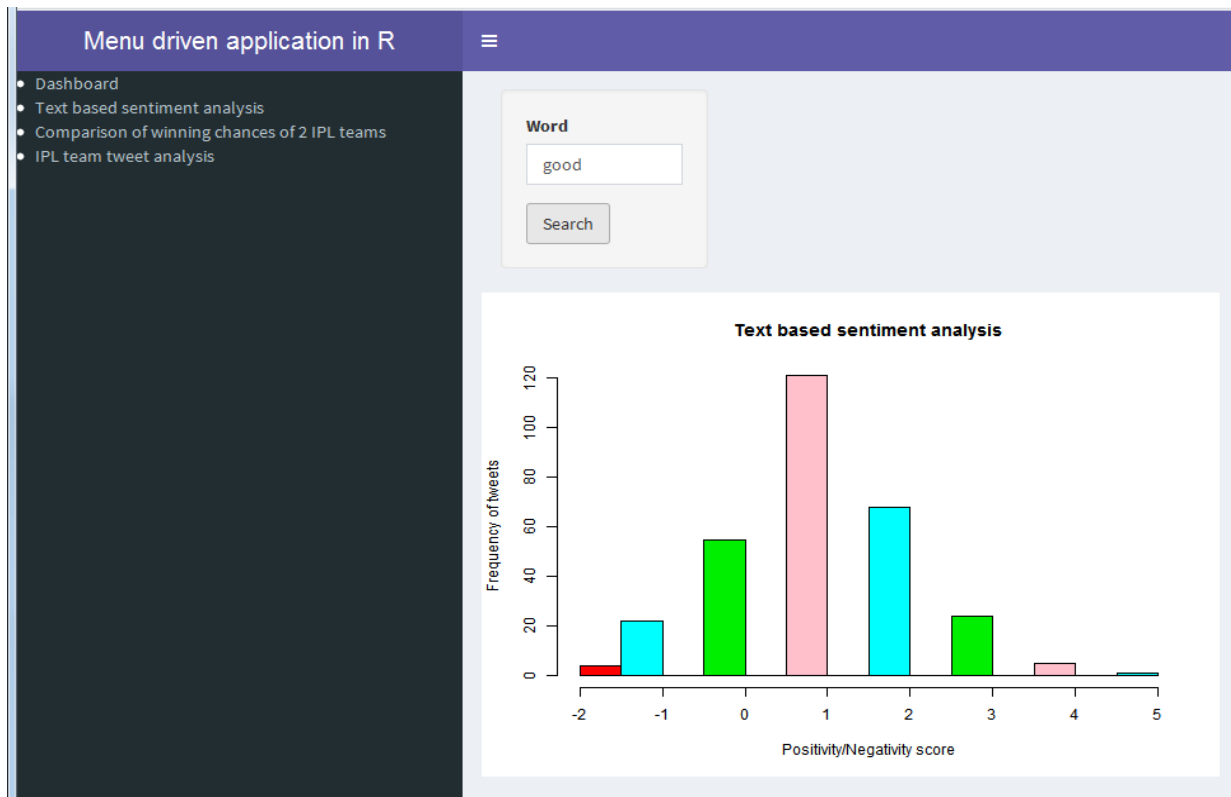 Menu driven application in R
Dashboard
Text based sentiment analysis
Comparison of winning chances of 2 IPL teams
IPL team tweet analysis
Word
good
Search
Text based sentiment analysis
Frequency of tweets
120
100
80
60
40
20
0
-2 -1 0 1 2 3 4 5
Positivity/Negativity score